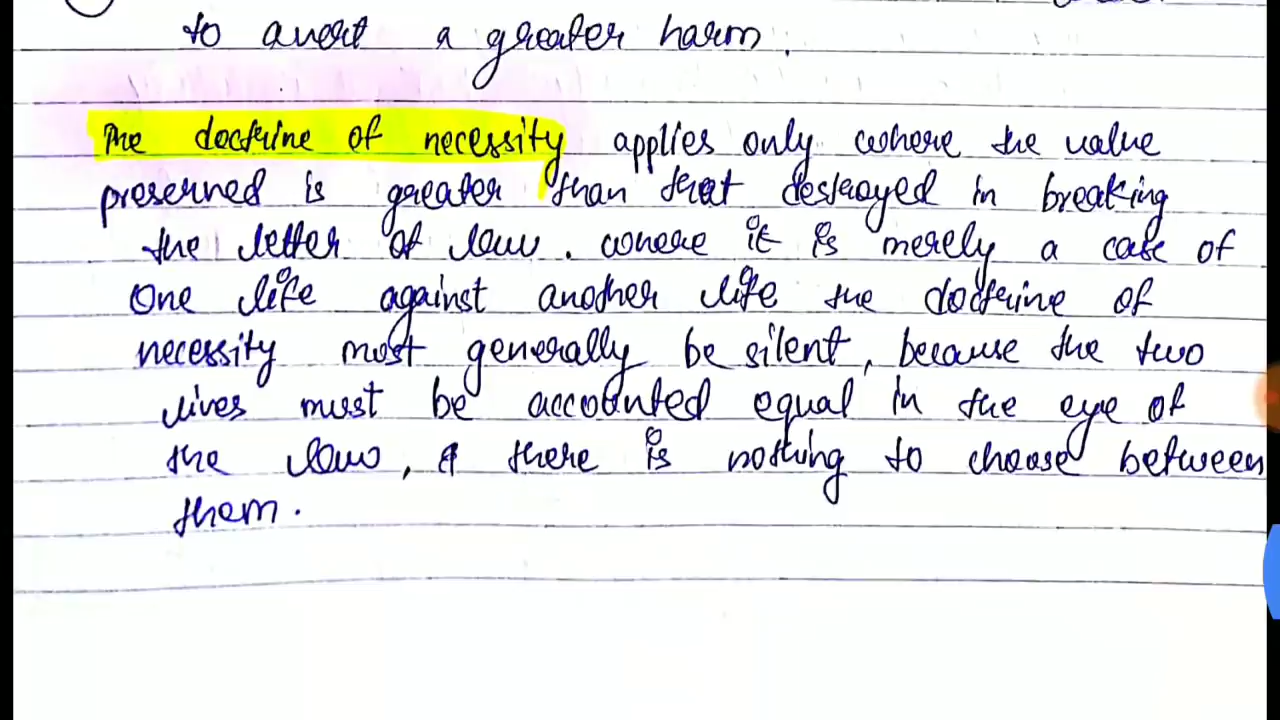 to avert a greater harm.
The doctrine of necessity applies only where the value
preserved is greater than that destroyed in breaking
the letter of law. where it is merely a case of
One life against another life the doctrine of
necessity most generally be silent, because the two
lives must be accounted equal in the eye of
the law, & there is nothing to choose between
them.